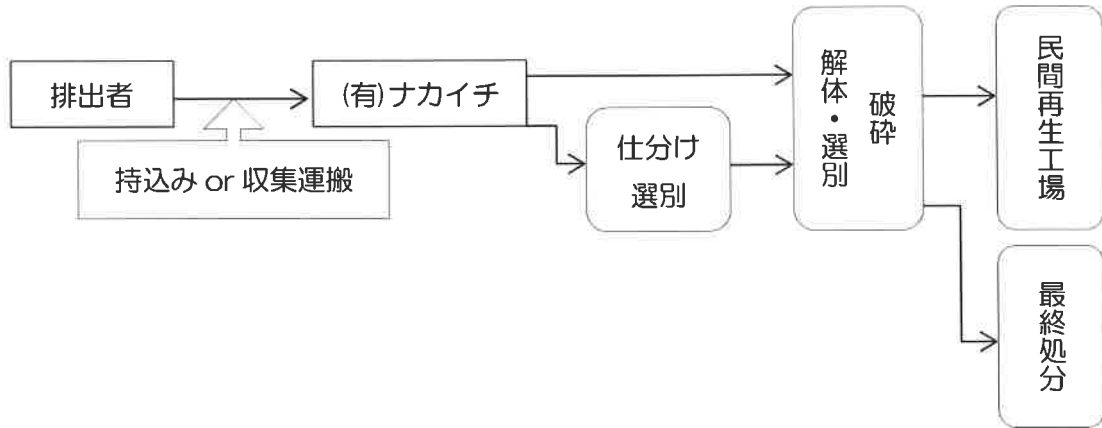 排出者
(有)ナカイチ
持込み or 収集運搬
仕分け
選別
破砕
解体・選別
民間再生工場
最終処分